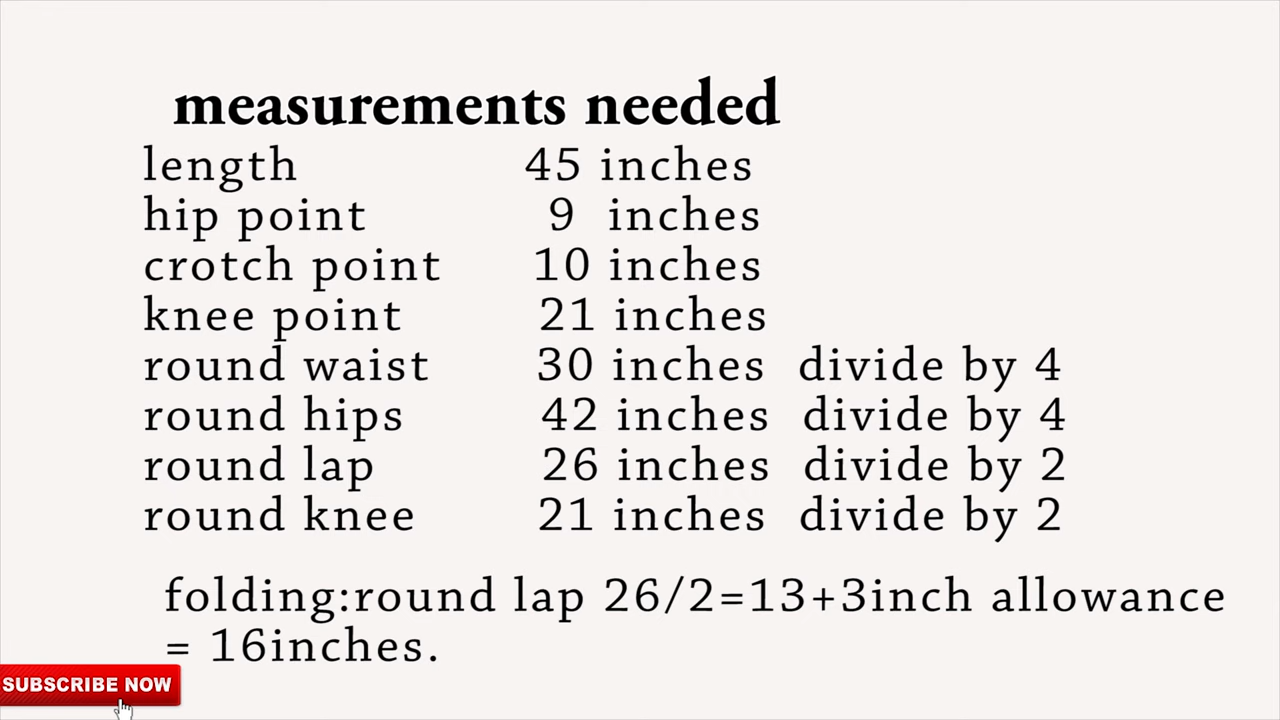 measurements needed
length 45 inches
hip point 9 inches
crotch point 10 inches
knee point 21 inches
round waist 30 inches divide by 4
round hips 42 inches divide by 4
round lap 26 inches divide by 2
round knee 21 inches divide by 2
folding:round lap 26/2=13+3inch allowance
= 16inches.
SUBSCRIBE NOW